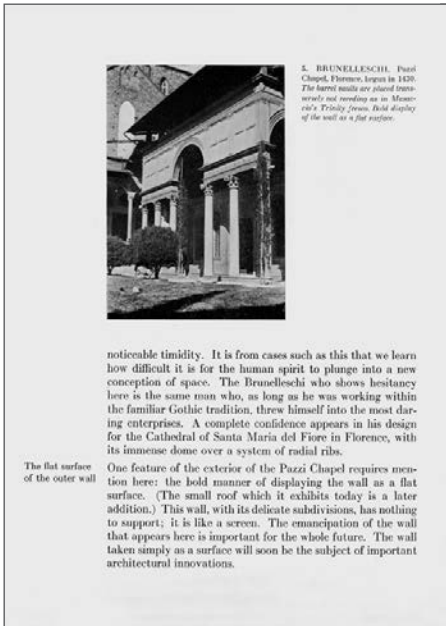 5. BRUNELLESCHI. Pazzi
Chapel, Florence, begun in 1430.
The barrel vaults are placed trans-
versely not receding as in Masac-
cio's Trinity fresco. Bold display
of the wall as a flat surface.
noticeable timidity. It is from cases such as this that we learn
how difficult it is for the human spirit to plunge into a new
conception of space. The Brunelleschi who shows hesitancy
here is the same man who, as long as he was working within
the familiar Gothic tradition, threw himself into the most dar-
ing enterprises. A complete confidence appears in his design
for the Cathedral of Santa Maria del Fiore in Florence, with
its immense dome over a system of radial ribs.
The flat surface
of the outer wall
One feature of the exterior of the Pazzi Chapel requires men-
tion here: the bold manner of displaying the wall as a flat
surface. (The small roof which it exhibits today is a later
addition.) This wall, with its delicate subdivisions, has nothing
to support; it is like a screen. The emancipation of the wall
that appears here is important for the whole future. The wall
taken simply as a surface will soon be the subject of important
architectural innovations.